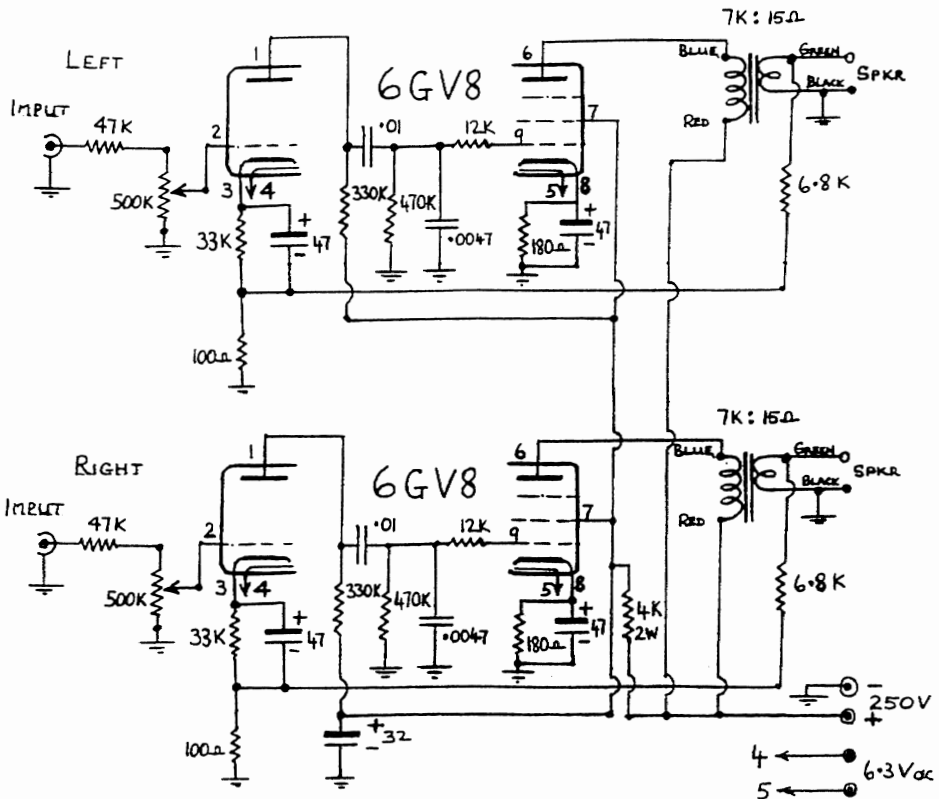 7K: 15Ω
LEFT
1
6
BLUE
GREEN
6GV8
BLACK
SPKR
INPUT
47K
2
.01
12K
9
7
RED
3
4
5
8
500K
330K
470K
6.8K
33K
+
47
-
.0047
180Ω
+
47
-
100Ω
7K: 15Ω
RIGHT
1
6
BLUE
GREEN
6GV8
BLACK
SPKR
INPUT
47K
2
.01
12K
9
7
RED
3
4
5
8
500K
330K
470K
4K
2W
6.8K
33K
+
47
-
.0047
180Ω
+
47
-
-
250V
+
100Ω
+
32
-
4
6.3Vac
5